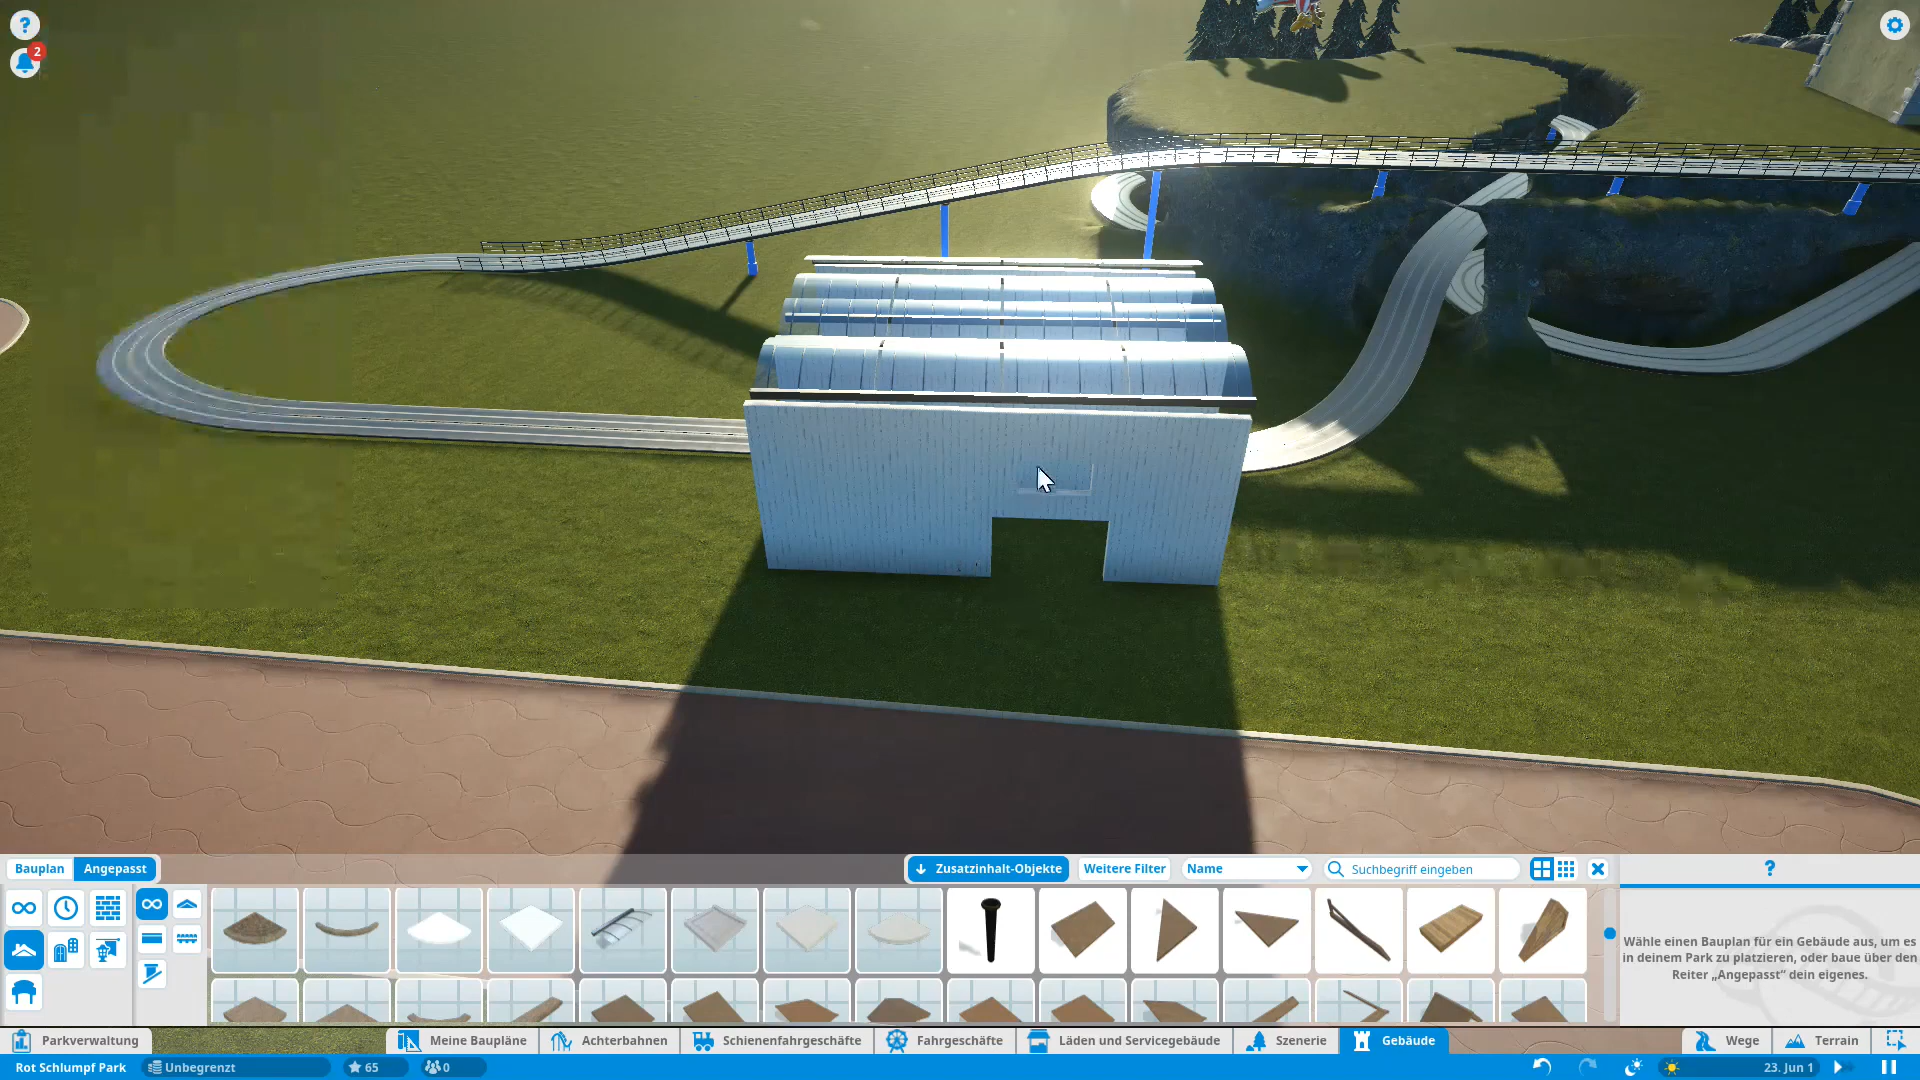 ?
2
Bauplan
Angepasst
Zusatzinhalt-Objekte
Weitere Filter
Name
Suchbegriff eingeben
?
Wähle einen Bauplan für ein Gebäude aus, um es
in deinem Park zu platzieren, oder baue über den
Reiter „Angepasst“ dein eigenes.
Parkverwaltung
Meine Baupläne
Achterbahnen
Schienenfahrgeschäfte
Fahrgeschäfte
Läden und Servicegebäude
Szenerie
Gebäude
Wege
Terrain
Rot Schlumpf Park
Unbegrenzt
65
0
23. Jun 1